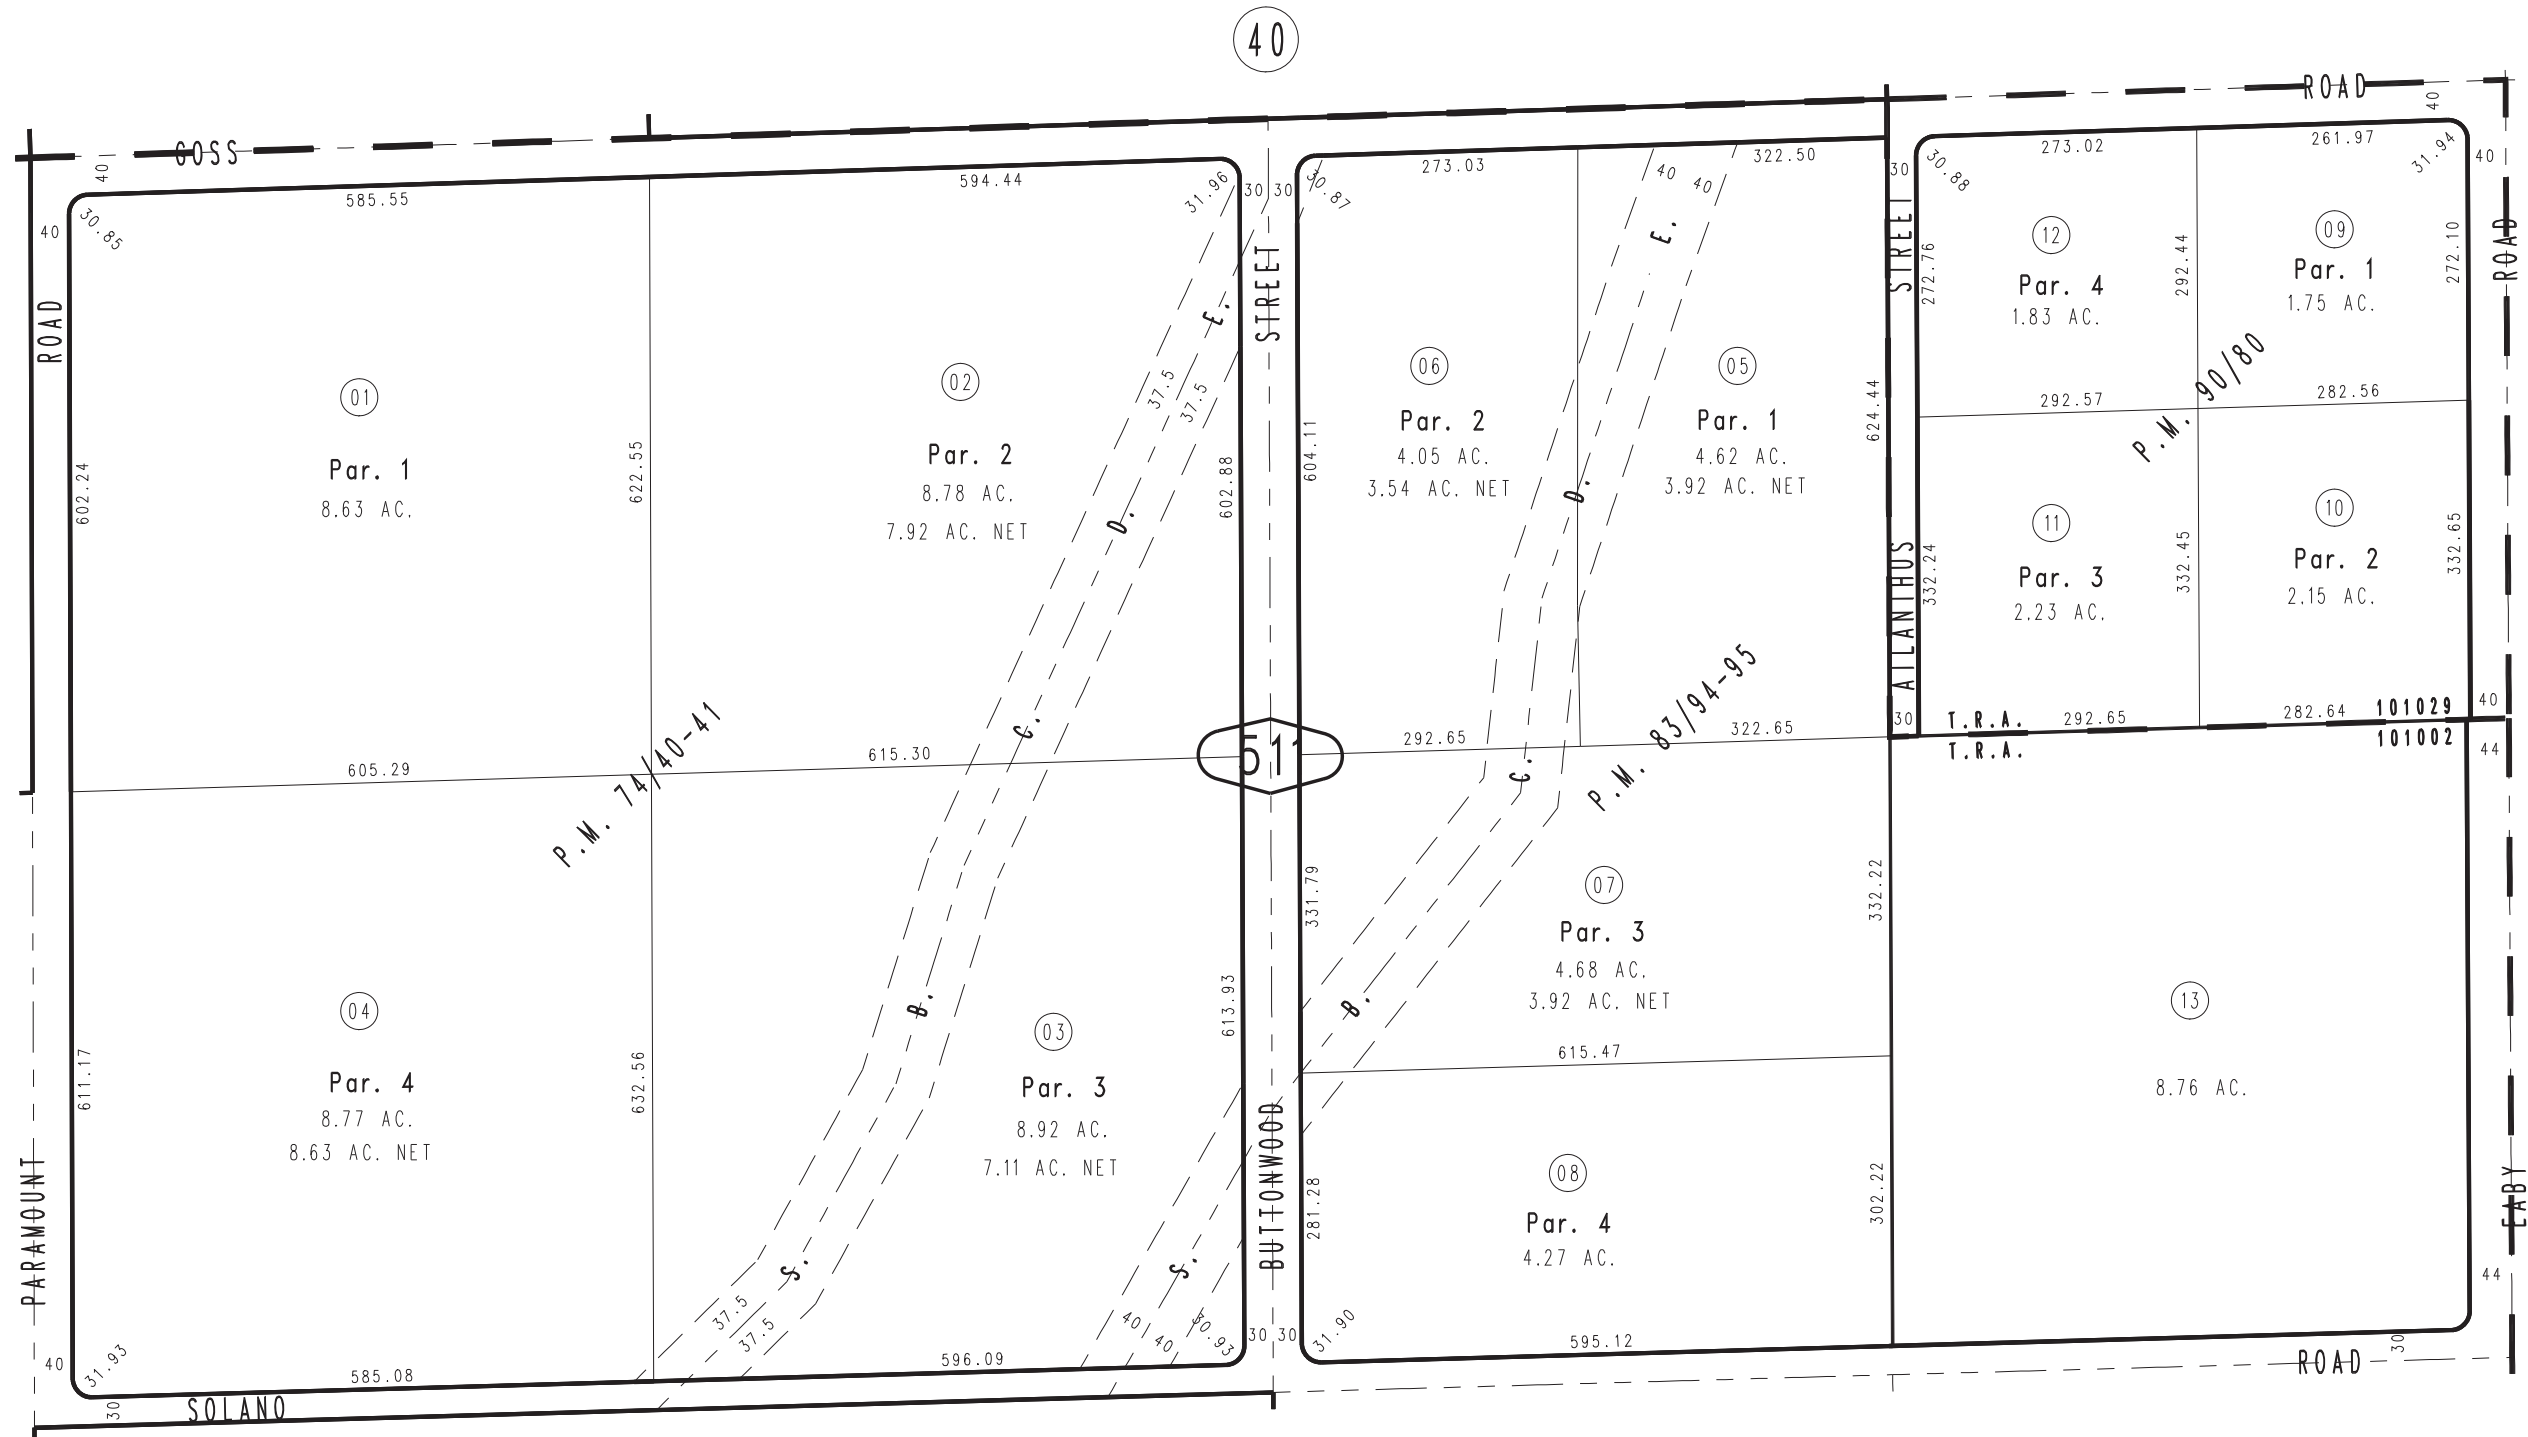 40
GOSS
ROAD
40
40
40
40
585.55
594.44
273.03
322.50
273.02
261.97
30.85
31.96
30 30
30.87
40
40
30
30.88
31.94
ROAD
STREET
STREET
ROAD
01
Par. 1
8.63 AC.
602.24
622.55
02
Par. 2
8.78 AC.
7.92 AC. NET
602.88
37.5
37.5
S. B. C. D. E.
06
Par. 2
4.05 AC.
3.54 AC. NET
604.11
05
Par. 1
4.62 AC.
3.92 AC. NET
624.44
S. B. C. D. E.
12
Par. 4
1.83 AC.
272.76
292.44
09
Par. 1
1.75 AC.
272.10
292.57
282.56
P.M. 90/80
11
Par. 3
2.23 AC.
332.24
332.45
10
Par. 2
2.15 AC.
332.65
AILANTHUS
30
T.R.A.
292.65
282.64
101029
40
T.R.A.
101002
44
605.29
615.30
511
292.65
322.65
P.M. 74/40-41
P.M. 83/94-95
04
Par. 4
8.77 AC.
8.63 AC. NET
611.17
632.56
03
Par. 3
8.92 AC.
7.11 AC. NET
613.93
07
Par. 3
4.68 AC.
3.92 AC. NET
331.79
332.22
615.47
13
8.76 AC.
08
Par. 4
4.27 AC.
281.28
302.22
PARAMOUNT
BUTTONWOOD
EABY
44
37.5
37.5
40
40
30.93
30 30
31.90
40
31.93
585.08
596.09
595.12
30
30
SOLANO
ROAD